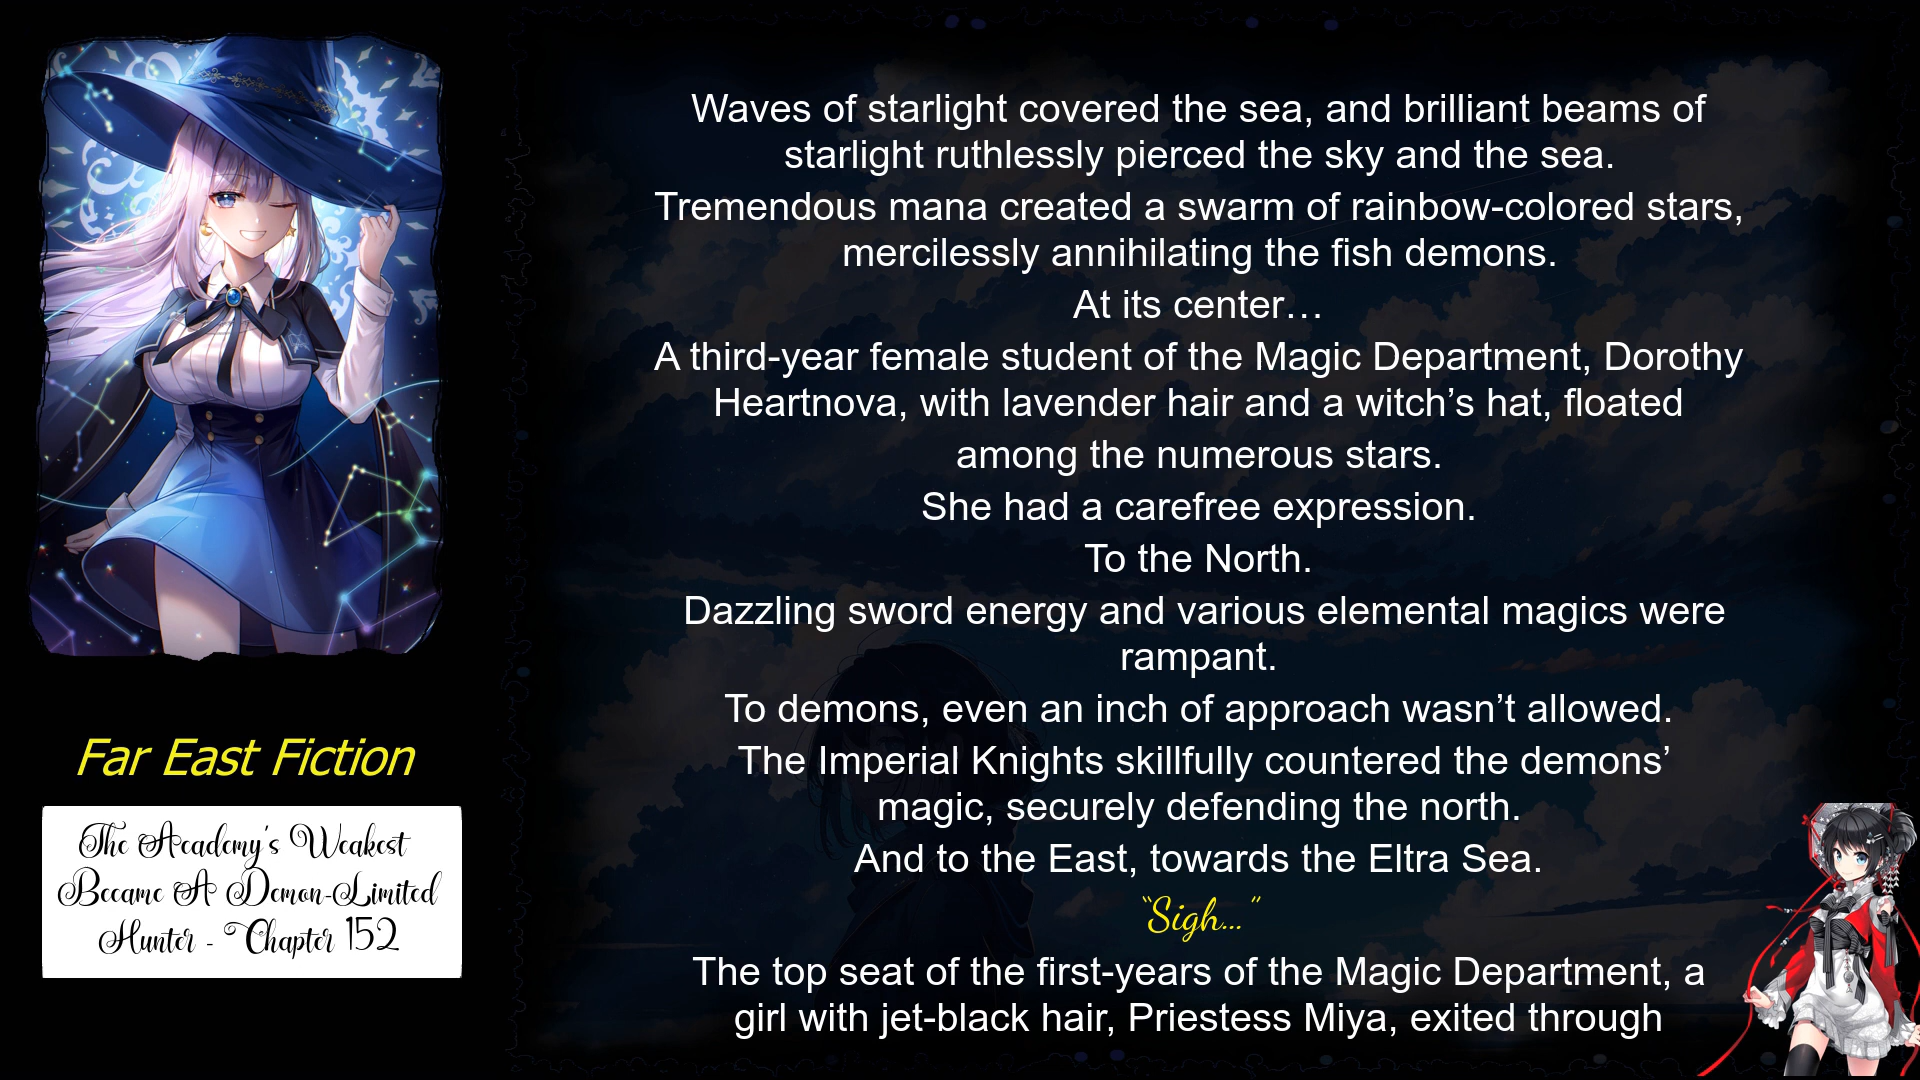 Waves of starlight covered the sea, and brilliant beams of
starlight ruthlessly pierced the sky and the sea.
Tremendous mana created a swarm of rainbow-colored stars,
mercilessly annihilating the fish demons.
At its center…
A third-year female student of the Magic Department, Dorothy
Heartnova, with lavender hair and a witch’s hat, floated
among the numerous stars.
She had a carefree expression.
To the North.
Dazzling sword energy and various elemental magics were
rampant.
To demons, even an inch of approach wasn’t allowed.
The Imperial Knights skillfully countered the demons’
magic, securely defending the north.
And to the East, towards the Eltra Sea.
“Sigh…”
The top seat of the first-years of the Magic Department, a
girl with jet-black hair, Priestess Miya, exited through
Far East Fiction
The Academy's Weakest
Became A Demon-Limited
Hunter - Chapter 152